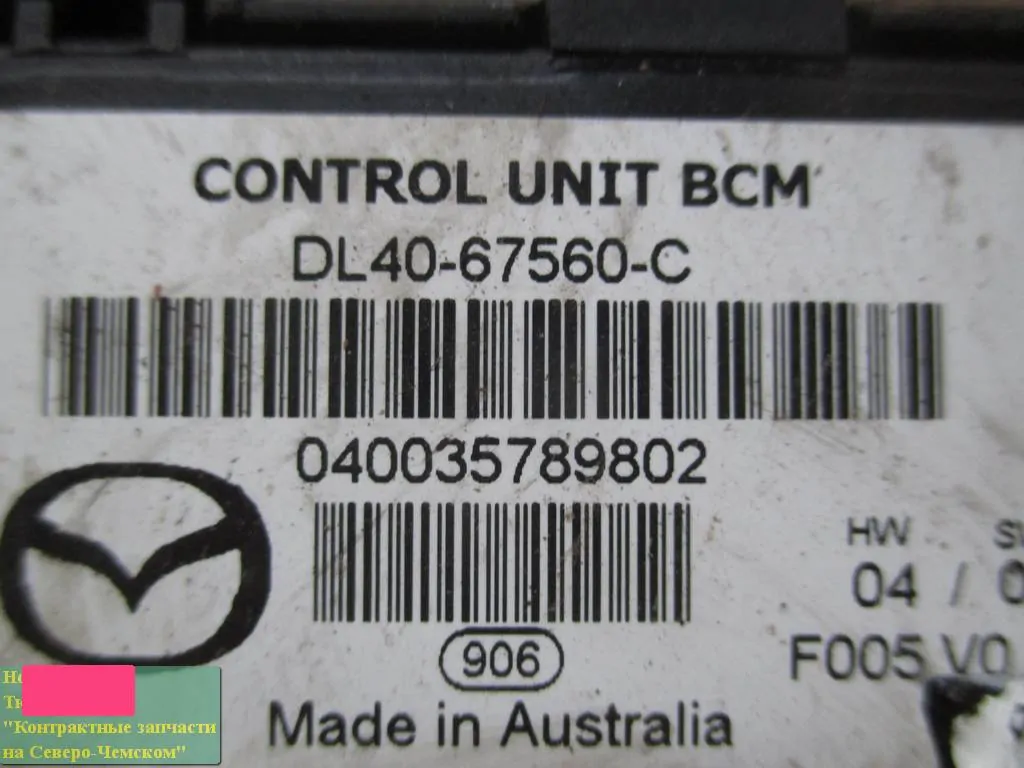 CONTROL UNIT BCM
DL40-67560-C
040035789802
HW
04 /
F005 V0
906
Made in Australia
"Контрактные запчасти
на Северо-Чемском"